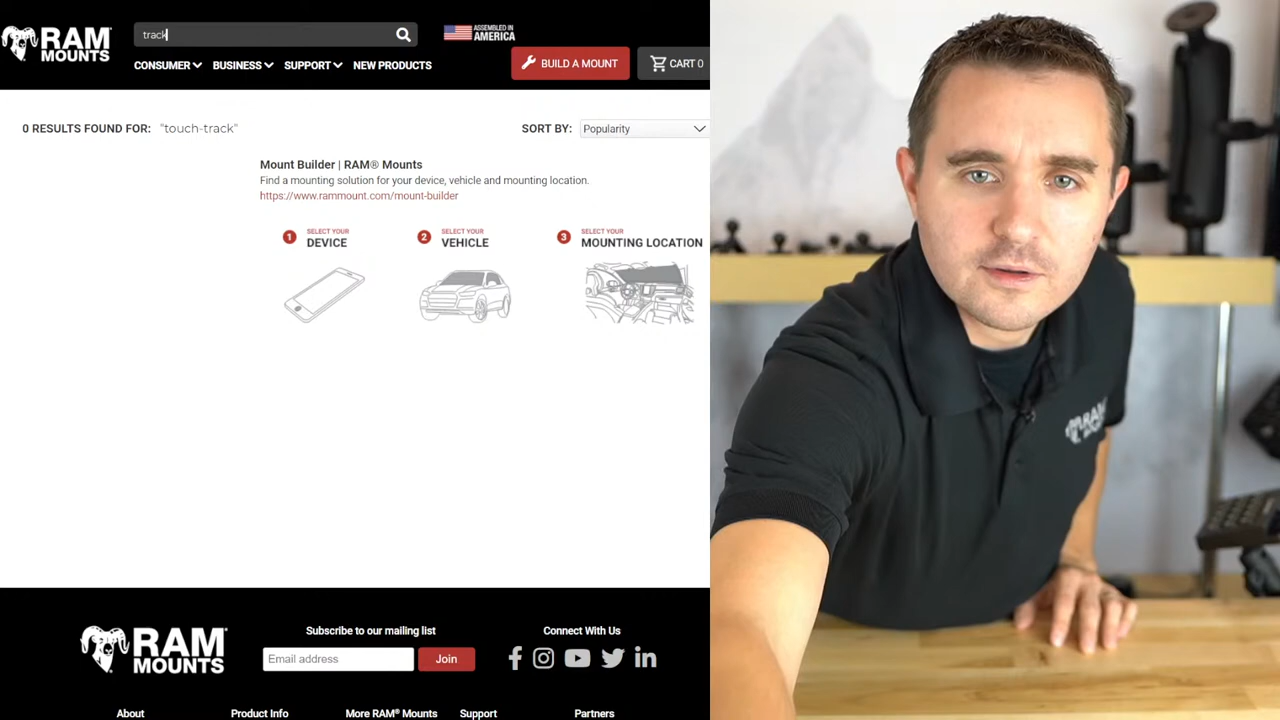 RAM
MOUNTS
track
ASSEMBLED IN
AMERICA
CONSUMER BUSINESS SUPPORT NEW PRODUCTS
BUILD A MOUNT
CART 0
0 RESULTS FOUND FOR: "touch-track"
SORT BY: Popularity
Mount Builder | RAM® Mounts
Find a mounting solution for your device, vehicle and mounting location.
https://www.rammount.com/mount-builder
1 SELECT YOUR
DEVICE
2 SELECT YOUR
VEHICLE
3 SELECT YOUR
MOUNTING LOCATION
RAM
MOUNTS
Subscribe to our mailing list
Email address Join
Connect With Us
About Product Info More RAM® Mounts Support Partners
RAM